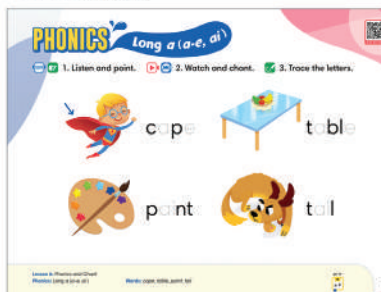 PHONICS Long a (a-e, ai)
1. Listen and point. 2. Watch and chant. 3. Trace the letters.
cape table
paint tail
Lesson 6: Phonics and Chant
Phonics: Long a (a-e, ai) Words: cape, table, paint, tail